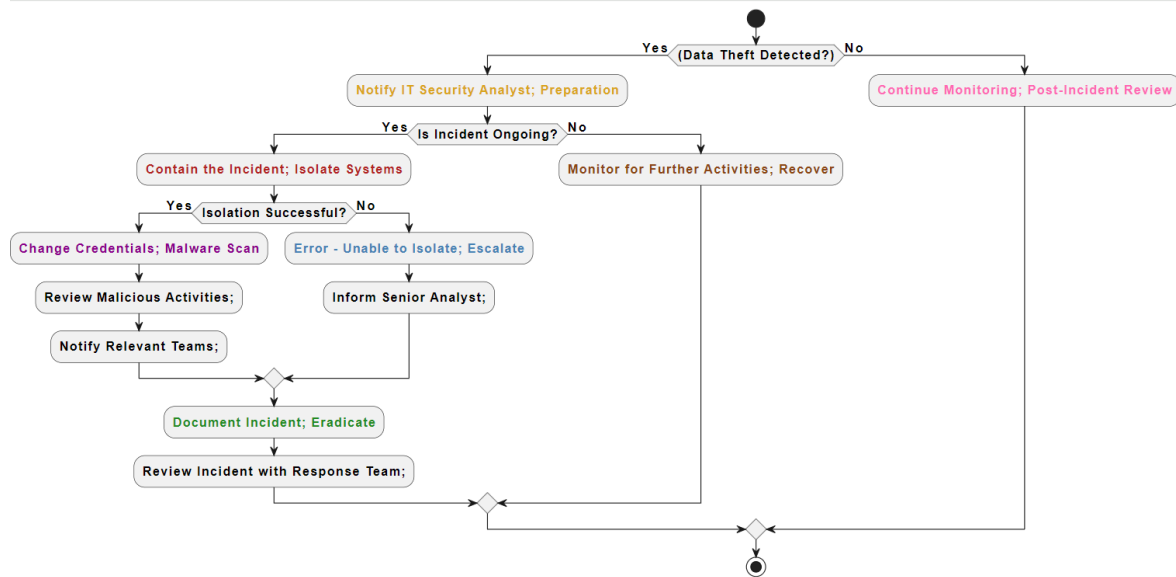 Yes
(Data Theft Detected?)
No
Notify IT Security Analyst; Preparation
Continue Monitoring; Post-Incident Review
Yes
Is Incident Ongoing?
No
Contain the Incident; Isolate Systems
Monitor for Further Activities; Recover
Yes
Isolation Successful?
No
Change Credentials; Malware Scan
Error - Unable to Isolate; Escalate
Review Malicious Activities;
Inform Senior Analyst;
Notify Relevant Teams;
Document Incident; Eradicate
Review Incident with Response Team;